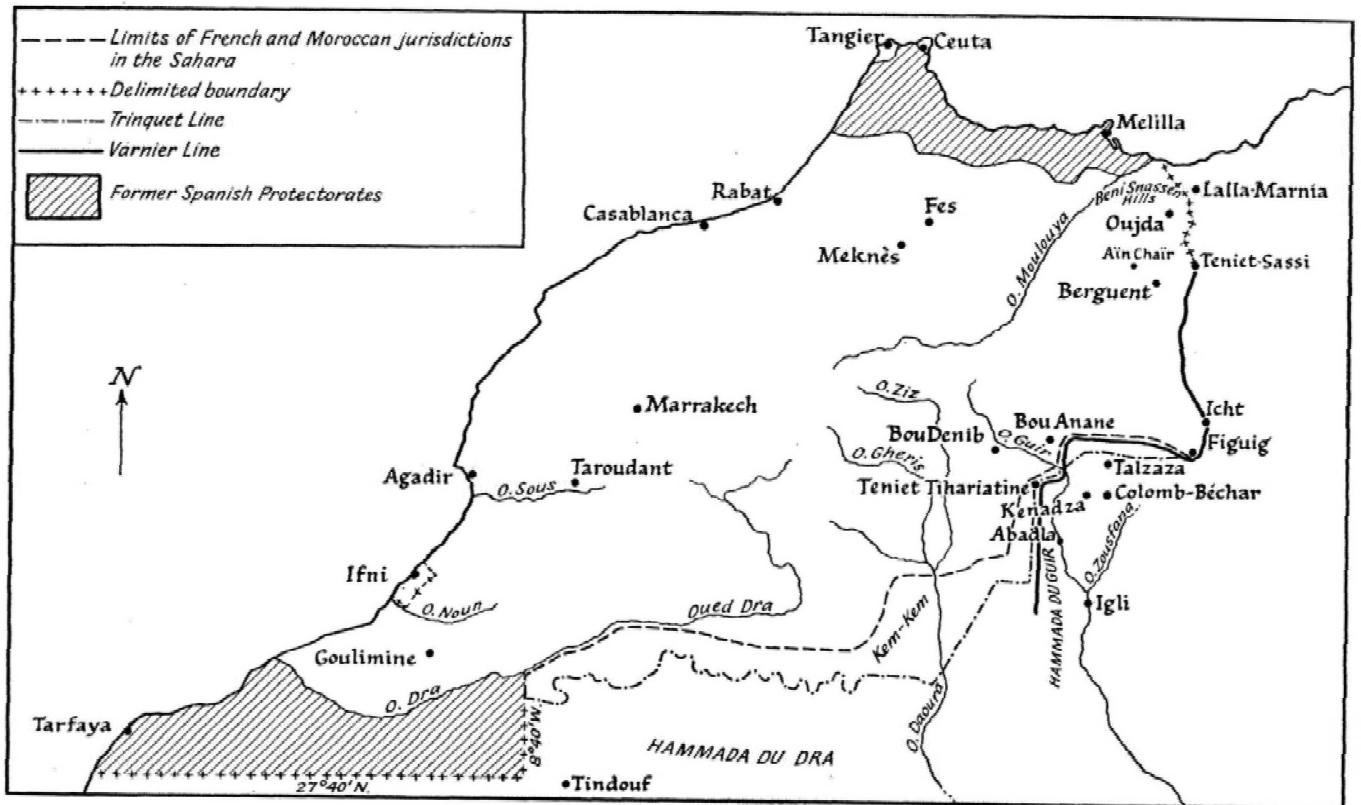 Limits of French and Moroccan jurisdictions
in the Sahara
Delimited boundary
Trinquet Line
Varnier Line
Former Spanish Protectorates
Tangier
Ceuta
Melilla
Rabat
Casablanca
Fes
Meknès
O. Moulouya
Béni Snassen
Hills
Lalla-Marnia
Oujda
Aïn Chaïr
Teniet-Sassi
Berguent
N
Marrakech
O. Ziz
Icht
Bou Anane
BouDenib
O. Guir
Figuig
Agadir
Taroudant
O. Gheris
Talzaza
O. Sous
Teniet Tihariatine
Kenadza
Colomb-Béchar
Abadla
O. Zousfana
Ifni
O. Noun
Oued Dra
Kem-Kem
HAMMADA DU GUIR
Igli
Goulimine
O. Dra
Tarfaya
8°40'W.
O. Daoura
HAMMADA DU DRA
27°40'N.
Tindouf